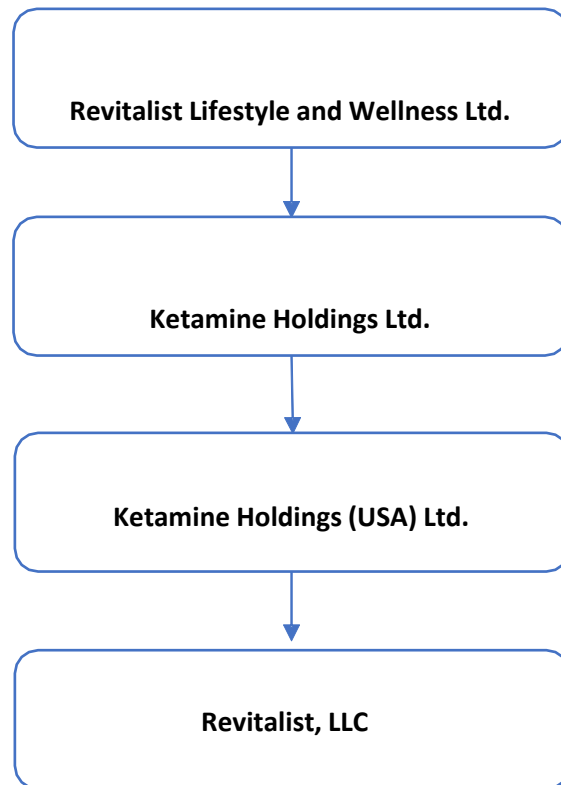 Revitalist Lifestyle and Wellness Ltd.
Ketamine Holdings Ltd.
Ketamine Holdings (USA) Ltd.
Revitalist, LLC